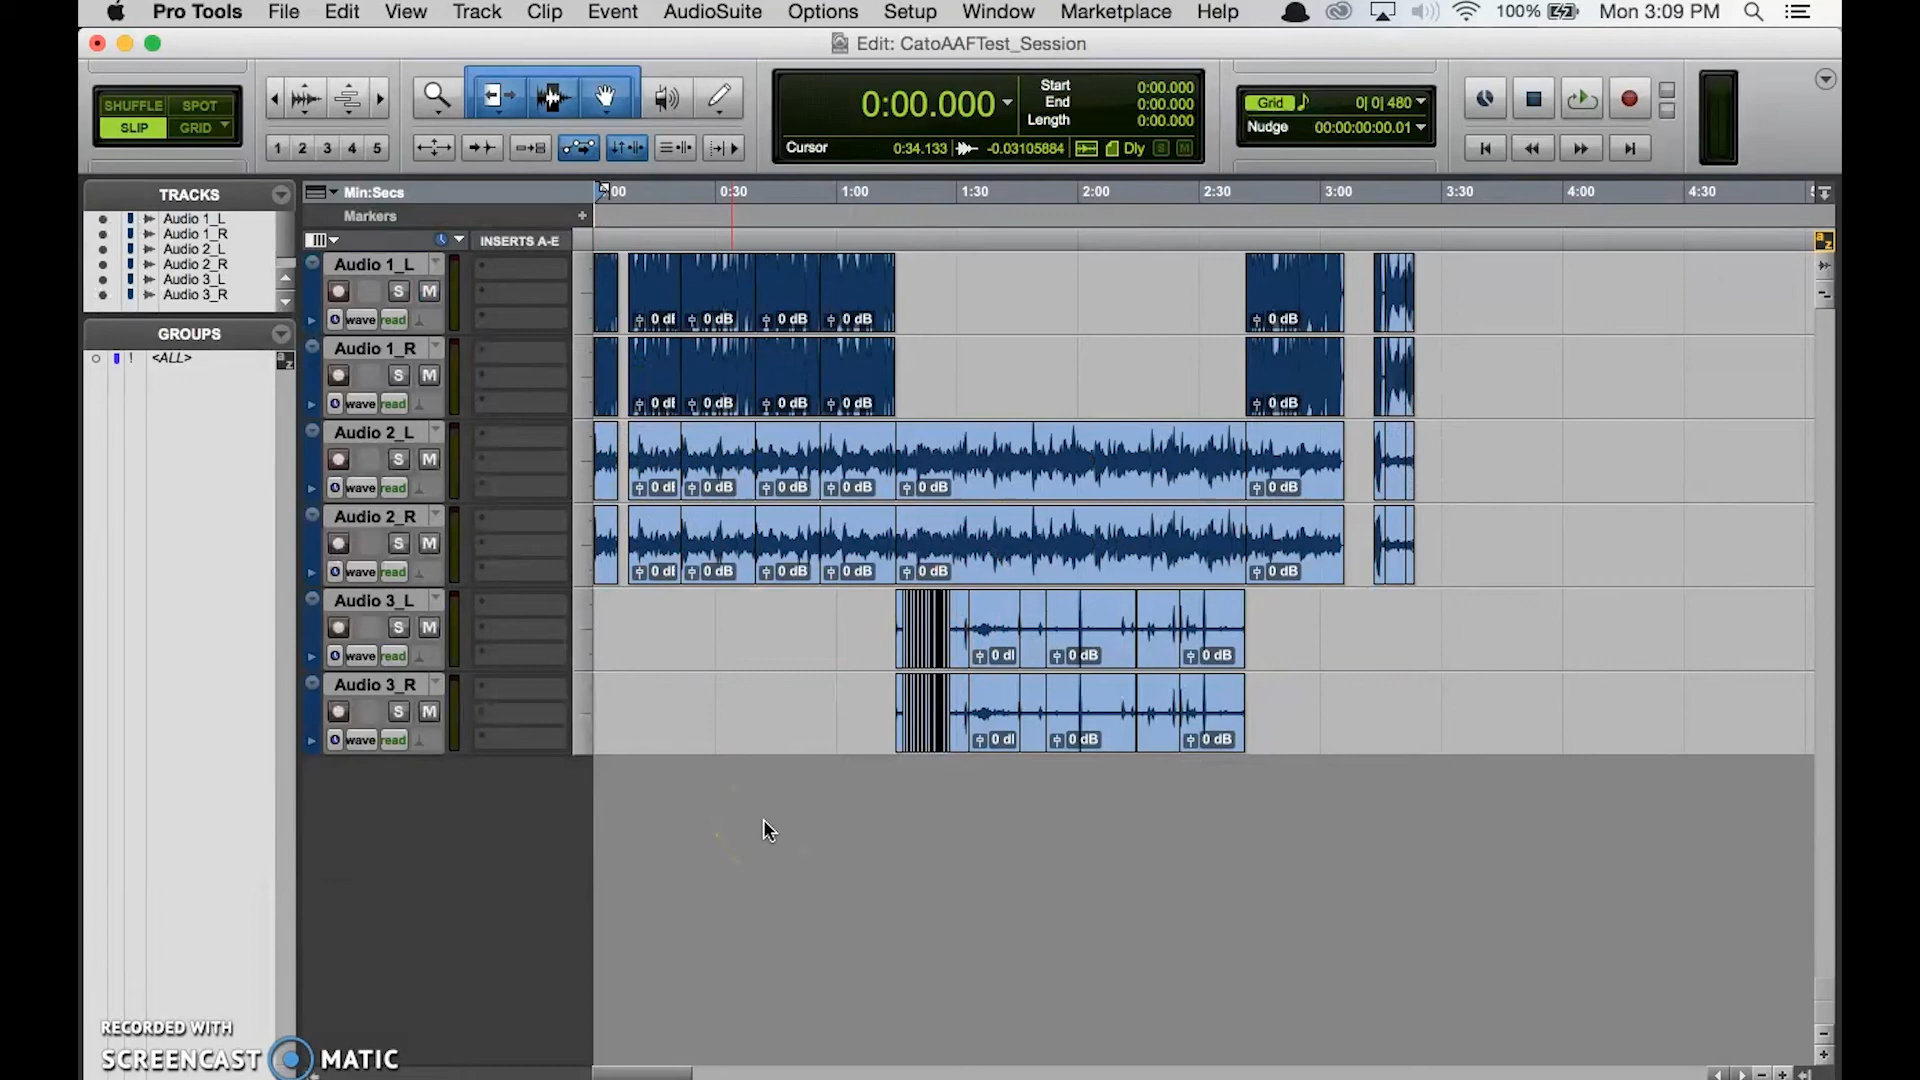 Pro Tools File Edit View Track Clip Event AudioSuite Options Setup Window Marketplace Help 100% Mon 3:09 PM
Edit: CatoAAFTest_Session
SHUFFLE SPOT
SLIP GRID
1 2 3 4 5
0:00.000
Start 0:00.000
End 0:00.000
Length 0:00.000
Cursor 0:34.133 -0.03105884 Dly S M
Grid 0| 0| 480
Nudge 00:00:00:00.01
TRACKS
Audio 1_L
Audio 1_R
Audio 2_L
Audio 2_R
Audio 3_L
Audio 3_R
GROUPS
! <ALL>
a z
Min:Secs :00 0:30 1:00 1:30 2:00 2:30 3:00 3:30 4:00 4:30
Markers +
INSERTS A-E
a z
Audio 1_L
S M
wave read
0 dB 0 dB 0 dB 0 dB 0 dB
Audio 1_R
S M
wave read
0 dB 0 dB 0 dB 0 dB 0 dB
Audio 2_L
S M
wave read
0 dB 0 dB 0 dB 0 dB 0 dB 0 dB
Audio 2_R
S M
wave read
0 dB 0 dB 0 dB 0 dB 0 dB 0 dB
Audio 3_L
S M
wave read
0 dB 0 dB 0 dB
Audio 3_R
S M
wave read
0 dB 0 dB 0 dB
RECORDED WITH
SCREENCAST MATIC